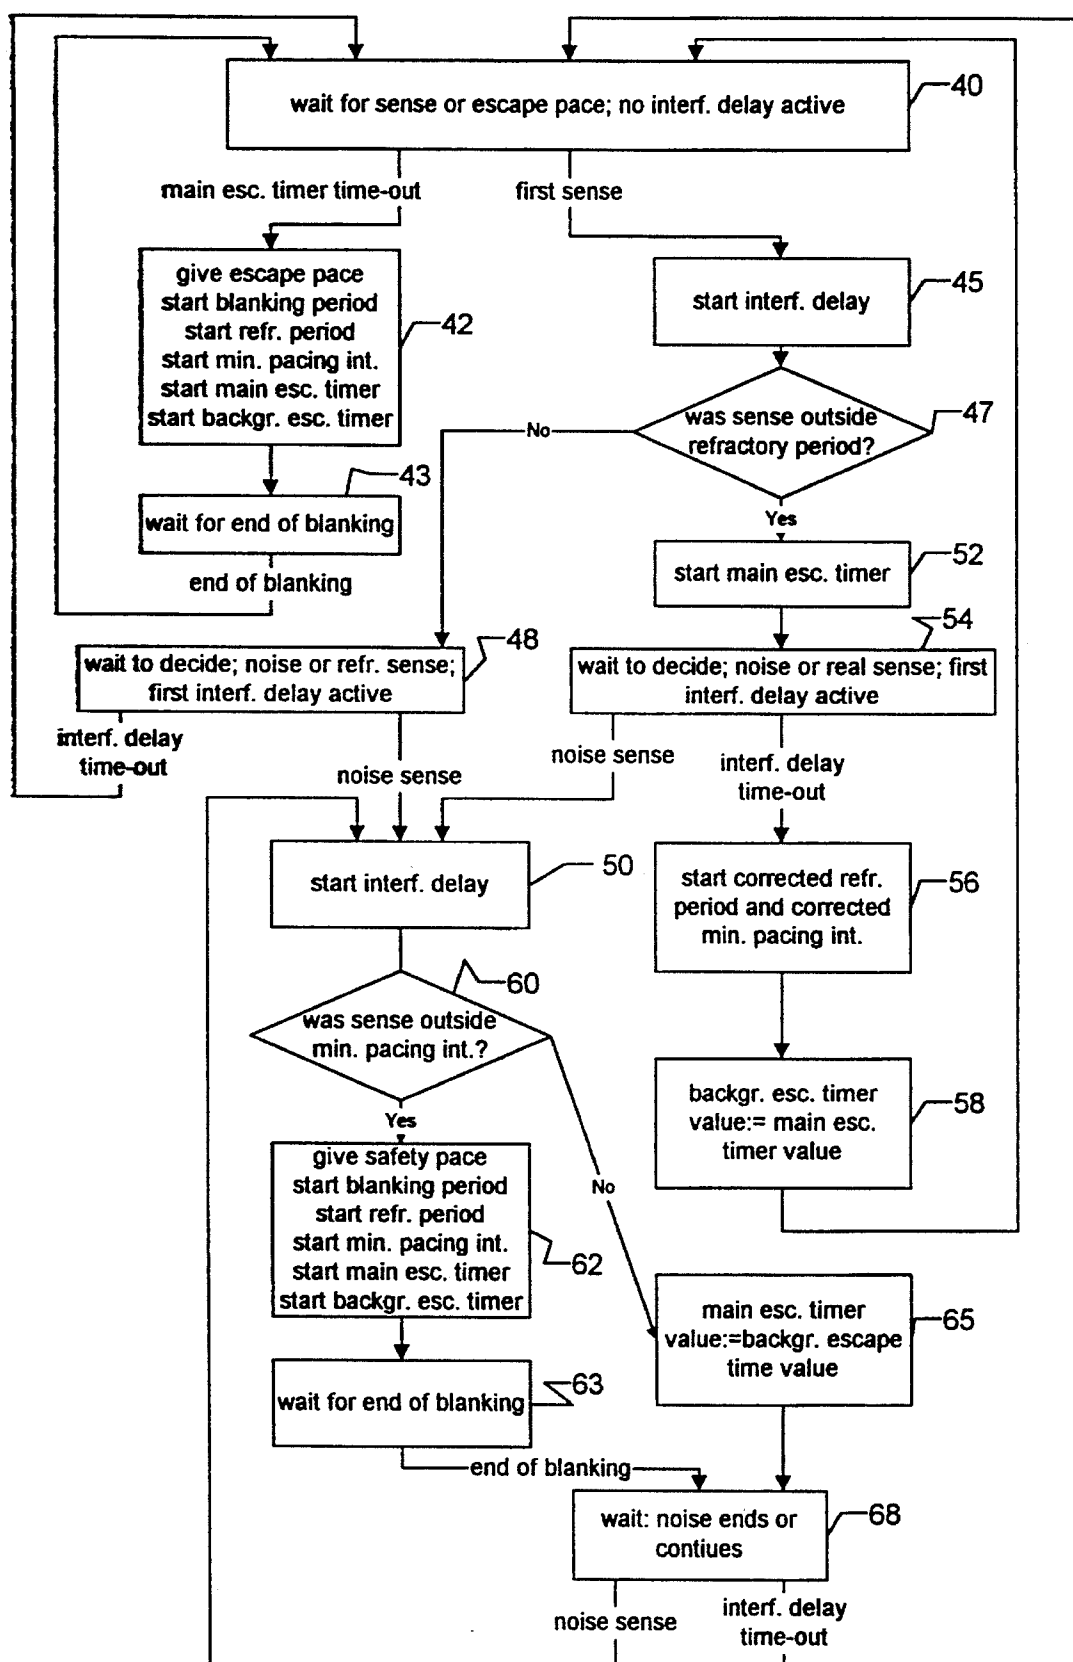 wait for sense or escape pace; no interf. delay active
40
main esc. timer time-out
first sense
give escape pace
start blanking period
start refr. period
start min. pacing int.
start main esc. timer
start backgr. esc. timer
42
start interf. delay
45
was sense outside
refractory period?
47
No
Yes
43
wait for end of blanking
end of blanking
start main esc. timer
52
54
48
wait to decide; noise or refr. sense;
first interf. delay active
wait to decide; noise or real sense; first
interf. delay active
interf. delay
time-out
noise sense
noise sense
interf. delay
time-out
start interf. delay
50
start corrected refr.
period and corrected
min. pacing int.
56
60
was sense outside
min. pacing int.?
Yes
No
backgr. esc. timer
value:= main esc.
timer value
58
give safety pace
start blanking period
start refr. period
start min. pacing int.
start main esc. timer
start backgr. esc. timer
62
main esc. timer
value:=backgr. escape
time value
65
wait for end of blanking
63
end of blanking
wait: noise ends or
contiues
68
noise sense
interf. delay
time-out